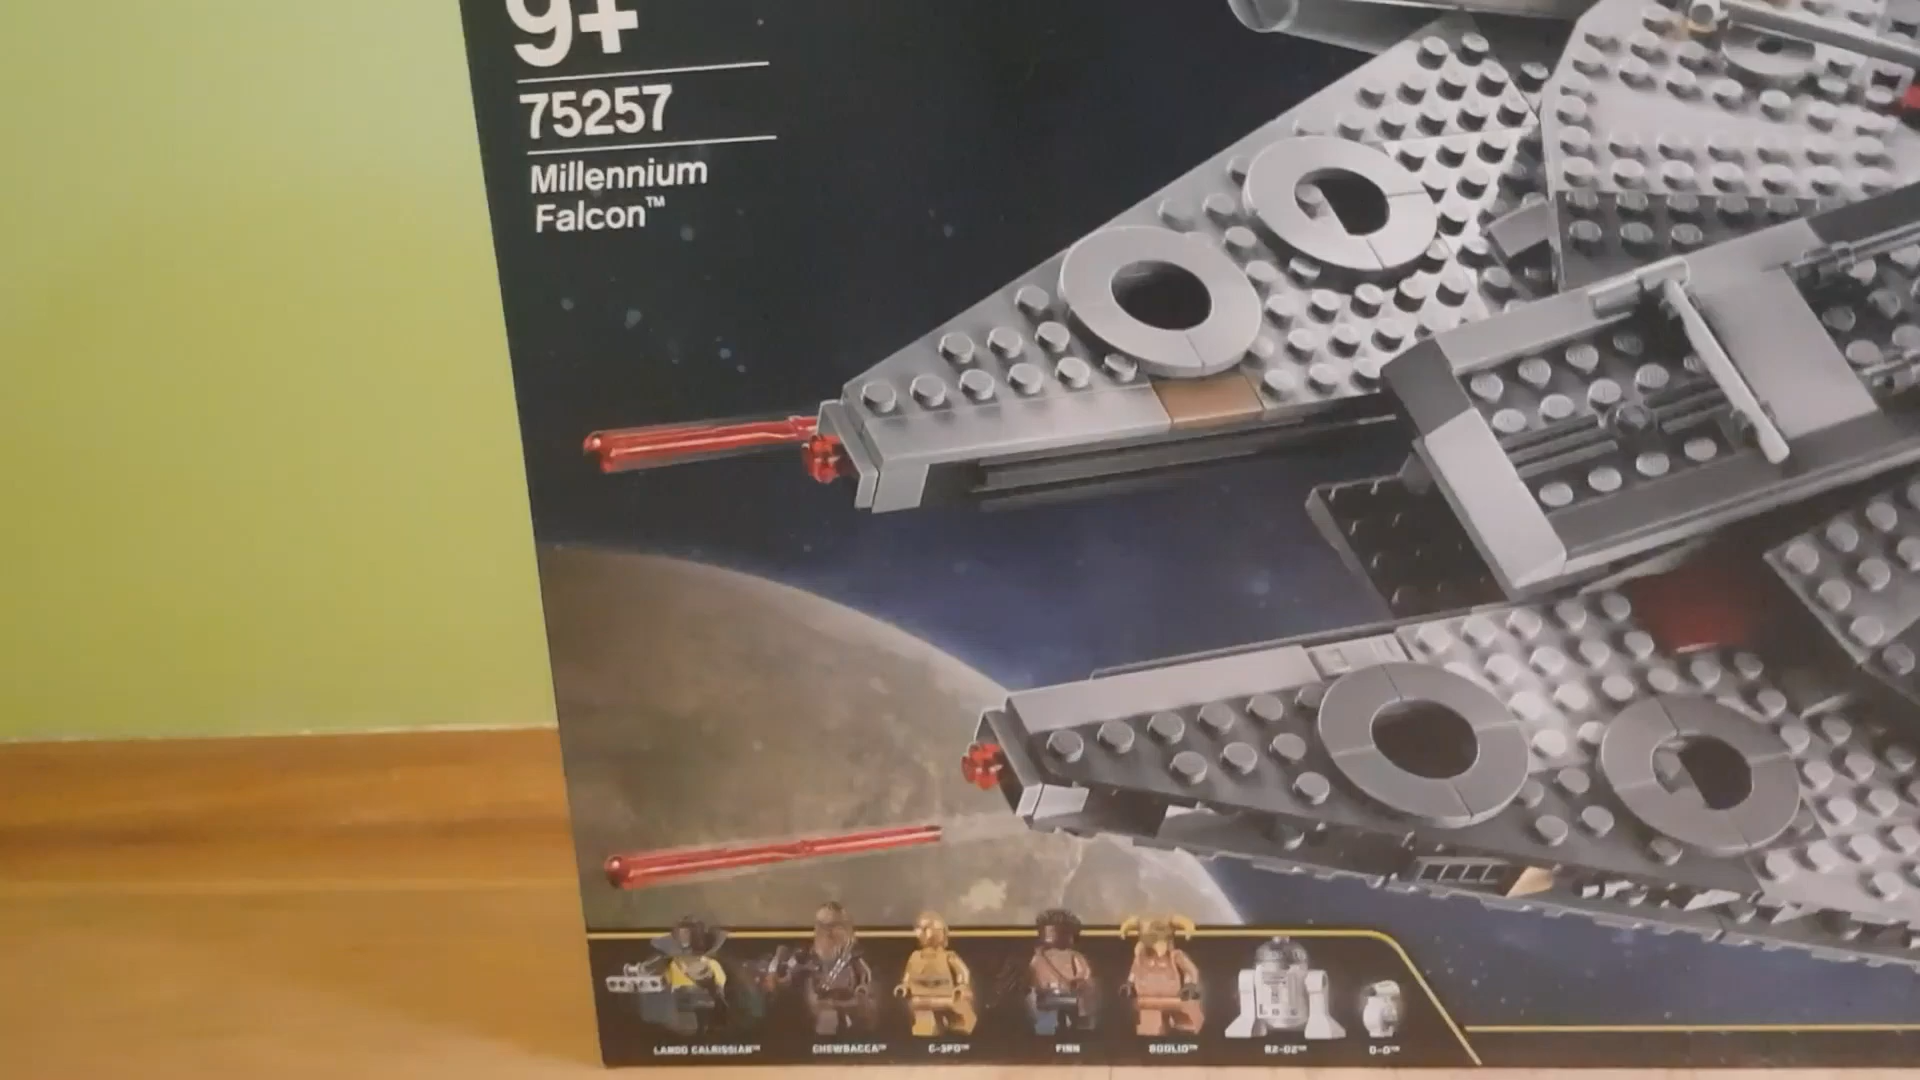 9+
75257
Millennium
Falcon™
LANDO CALRISSIAN™
CHEWBACCA™
C-3PO™
FINN
BOOLIO™
R2-D2™
D-O™